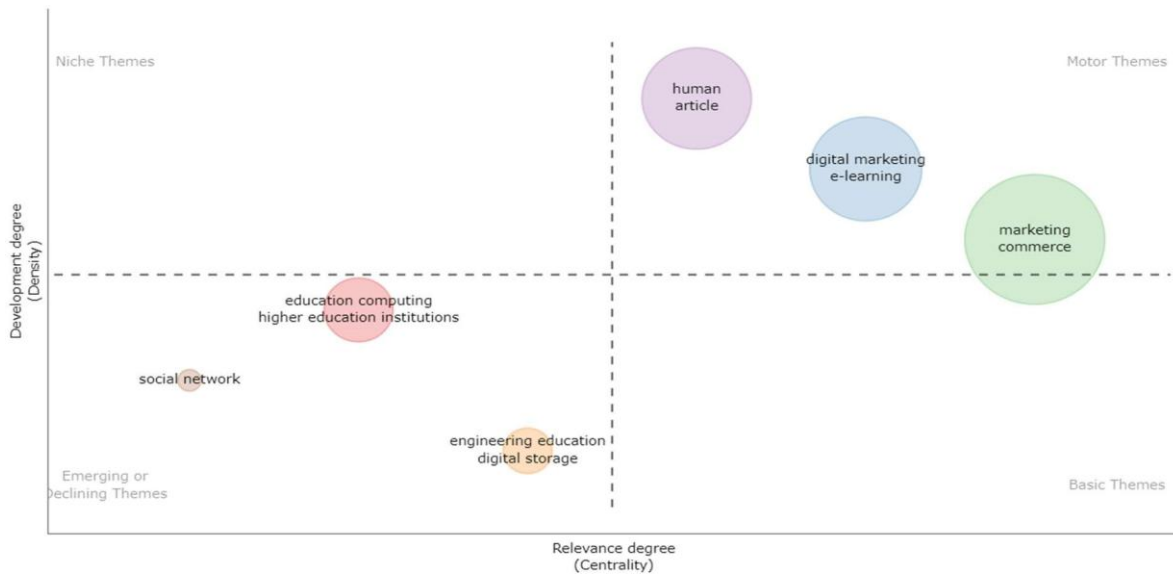 Niche Themes
Motor Themes
human
article
digital marketing
e-learning
marketing
commerce
Development degree
(Density)
education computing
higher education institutions
social network
engineering education
digital storage
Emerging or
Declining Themes
Basic Themes
Relevance degree
(Centrality)